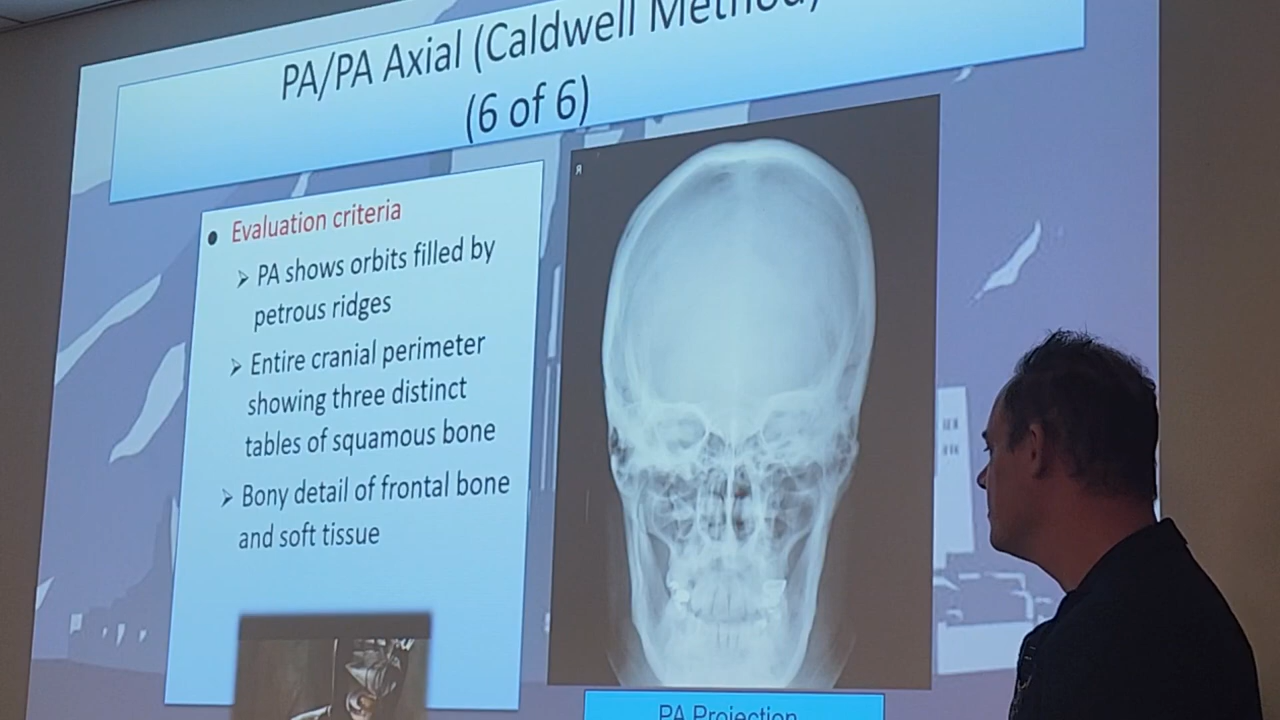 PA/PA Axial (Caldwell Method)
(6 of 6)
Evaluation criteria
PA shows orbits filled by
petrous ridges
Entire cranial perimeter
showing three distinct
tables of squamous bone
Bony detail of frontal bone
and soft tissue
R
PA Projection